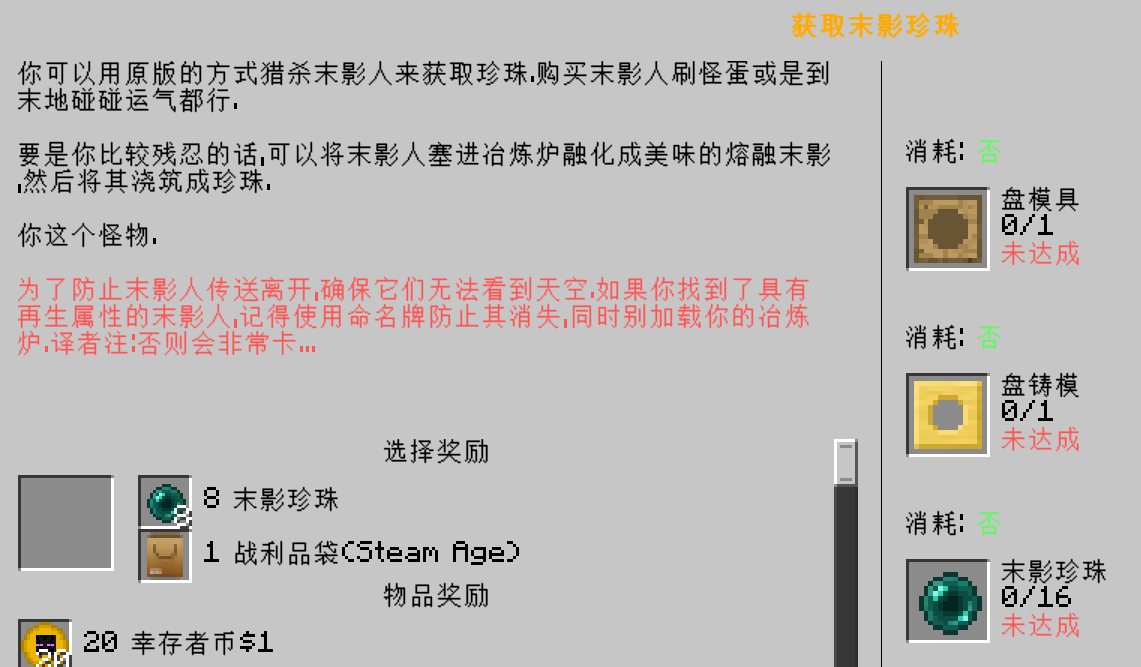 获取末影珍珠
你可以用原版的方式猎杀末影人来获取珍珠.购买末影人刷怪蛋或是到
末地碰碰运气都行.
要是你比较残忍的话,可以将末影人塞进冶炼炉融化成美味的熔融末影
,然后将其浇筑成珍珠.
你这个怪物.
为了防止末影人传送离开,确保它们无法看到天空.如果你找到了具有
再生属性的末影人,记得使用命名牌防止其消失,同时别加载你的冶炼
炉.译者注:否则会非常卡...
选择奖励
8
8 末影珍珠
1 战利品袋(Steam Age)
物品奖励
20
20 幸存者币$1
消耗: 否
盘模具
0/1
未达成
消耗: 否
盘铸模
0/1
未达成
消耗: 否
末影珍珠
0/16
未达成